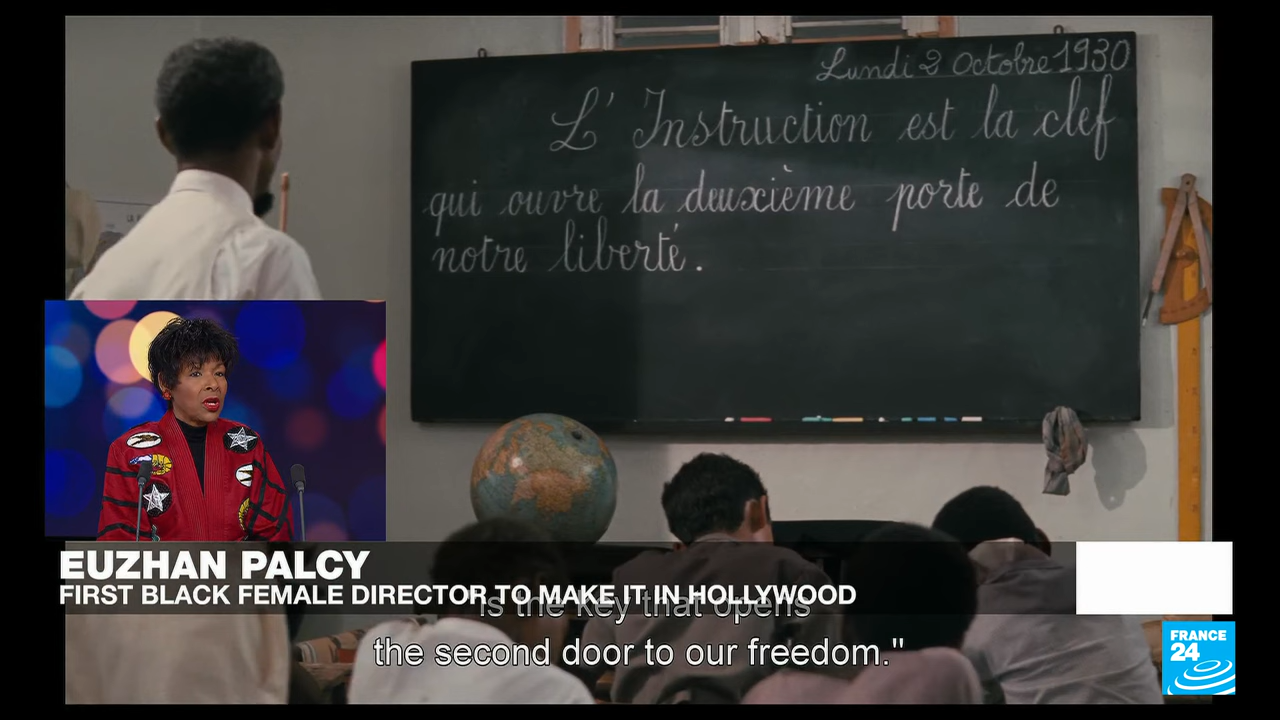 Lundi 2 Octobre 1930
L' Instruction est la clef
qui ouvre la deuxième porte de
notre liberté.
EUZHAN PALCY
FIRST BLACK FEMALE DIRECTOR TO MAKE IT IN HOLLYWOOD
is the key that opens
the second door to our freedom."
FRANCE
24